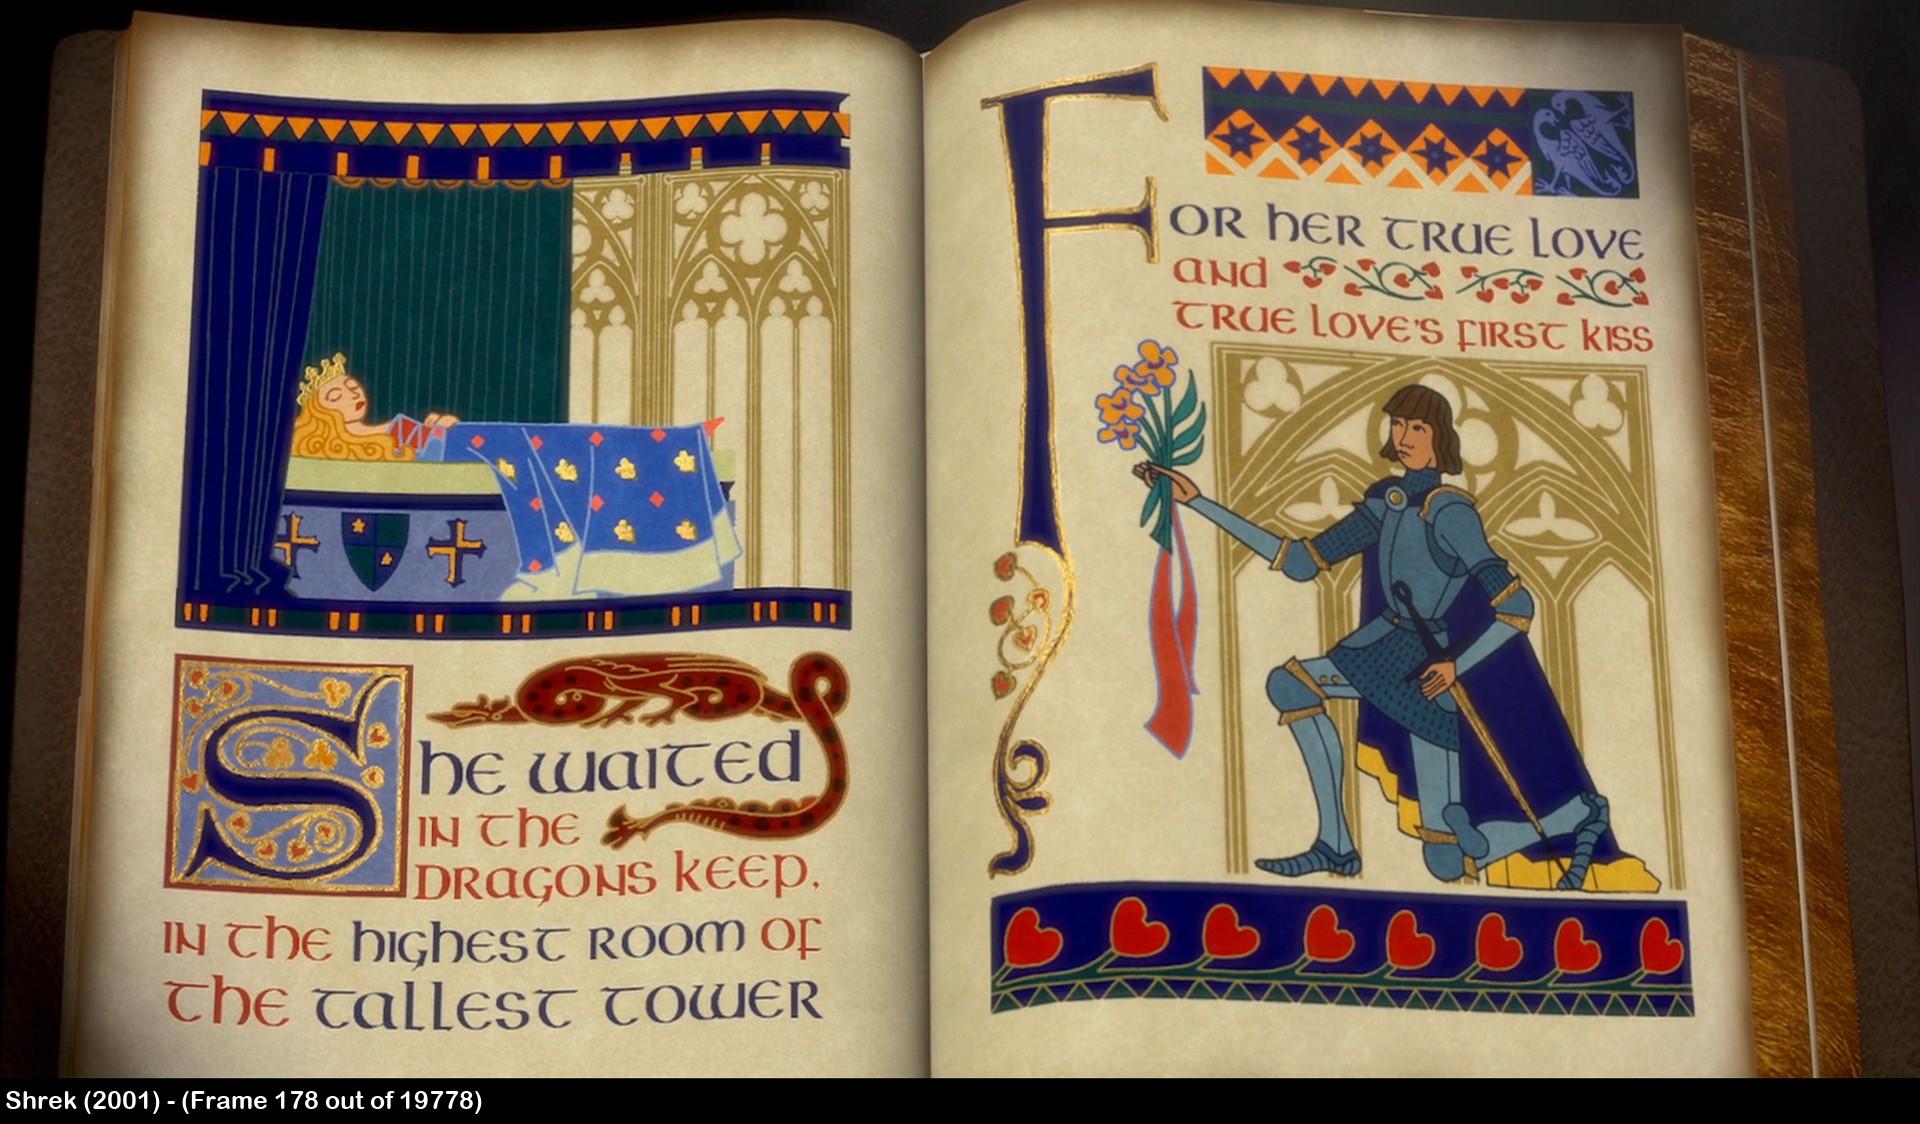 She waited
in the
dragons keep.
in the highest room of
the tallest tower
For her true love
and
true love's first kiss
Shrek (2001) - (Frame 178 out of 19778)